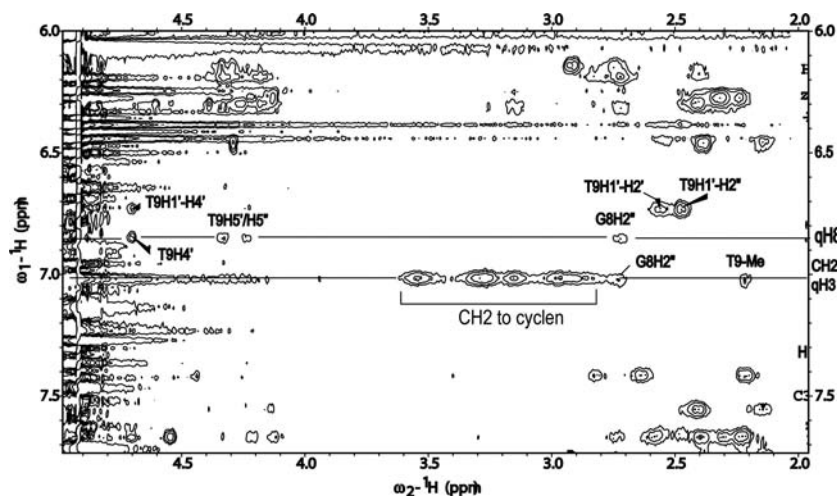 4.5 4.0 3.5 3.0 2.5 2.0
6.0 6.0
6.5 6.5
T9H1'-H4' T9H5'/H5" T9H1'-H2' T9H1'-H2"
G8H2" qH8
T9H4'
7.0 G8H2" T9-Me CH2
qH3
CH2 to cyclen
H
7.5 7.5
4.5 4.0 3.5 3.0 2.5 2.0
ω1-¹H (ppm)
ω2-¹H (ppm)